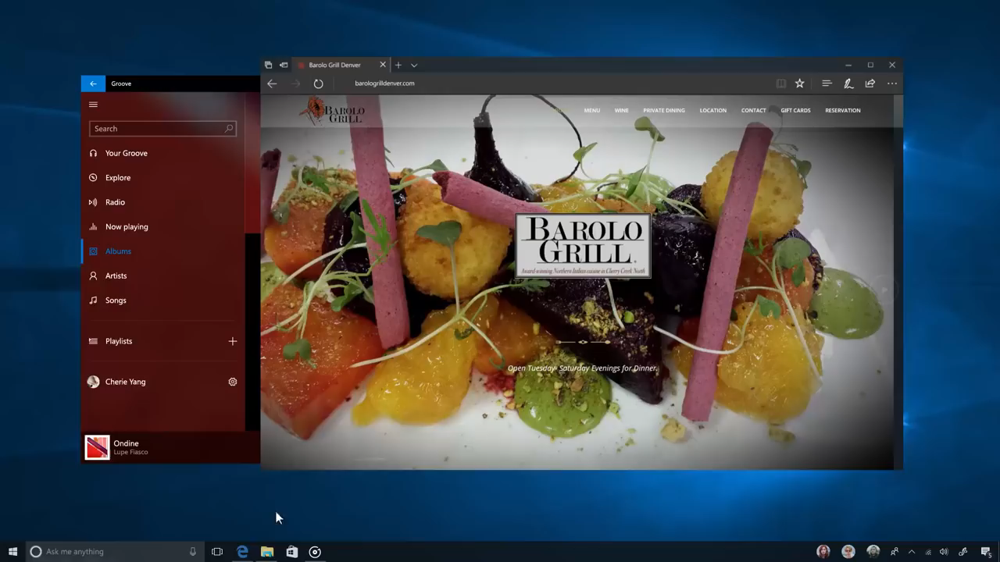 Barolo Grill Denver
Groove
barologrilldenver.com
BAROLO
GRILL
MENU
WINE
PRIVATE DINING
LOCATION
CONTACT
GIFT CARDS
RESERVATION
Search
Your Groove
Explore
Radio
Now playing
Albums
Artists
Songs
Playlists
Cherie Yang
BAROLO
GRILL
Award winning Northern Italian cuisine in Cherry Creek North
Open Tuesday- Saturday Evenings for Dinner.
Ondine
Lupe Fiasco
Ask me anything